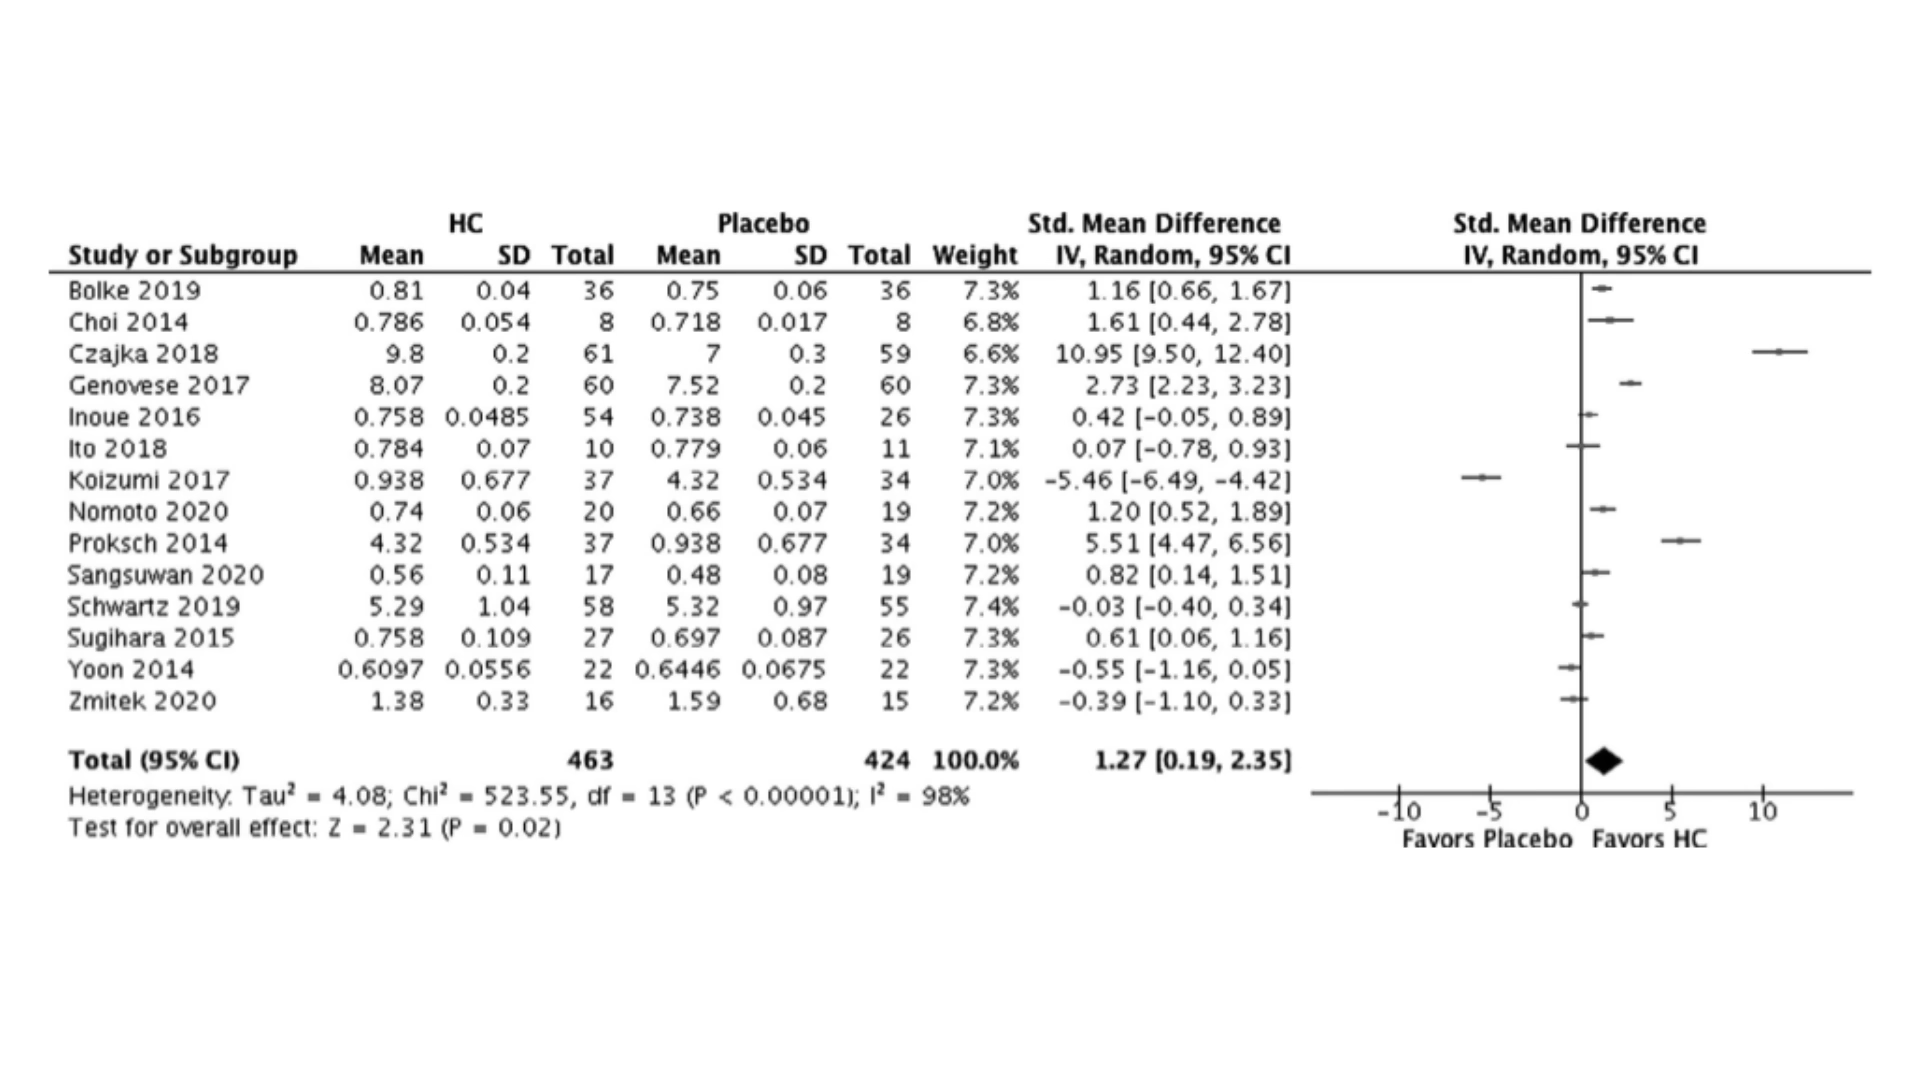 HC Placebo Std. Mean Difference Std. Mean Difference
Study or Subgroup Mean SD Total Mean SD Total Weight IV, Random, 95% CI IV, Random, 95% CI
Bolke 2019 0.81 0.04 36 0.75 0.06 36 7.3% 1.16 [0.66, 1.67]
Choi 2014 0.786 0.054 8 0.718 0.017 8 6.8% 1.61 [0.44, 2.78]
Czajka 2018 9.8 0.2 61 7 0.3 59 6.6% 10.95 [9.50, 12.40]
Genovese 2017 8.07 0.2 60 7.52 0.2 60 7.3% 2.73 [2.23, 3.23]
Inoue 2016 0.758 0.0485 54 0.738 0.045 26 7.3% 0.42 [-0.05, 0.89]
Ito 2018 0.784 0.07 10 0.779 0.06 11 7.1% 0.07 [-0.78, 0.93]
Koizumi 2017 0.938 0.677 37 4.32 0.534 34 7.0% -5.46 [-6.49, -4.42]
Nomoto 2020 0.74 0.06 20 0.66 0.07 19 7.2% 1.20 [0.52, 1.89]
Proksch 2014 4.32 0.534 37 0.938 0.677 34 7.0% 5.51 [4.47, 6.56]
Sangsuwan 2020 0.56 0.11 17 0.48 0.08 19 7.2% 0.82 [0.14, 1.51]
Schwartz 2019 5.29 1.04 58 5.32 0.97 55 7.4% -0.03 [-0.40, 0.34]
Sugihara 2015 0.758 0.109 27 0.697 0.087 26 7.3% 0.61 [0.06, 1.16]
Yoon 2014 0.6097 0.0556 22 0.6446 0.0675 22 7.3% -0.55 [-1.16, 0.05]
Zmitek 2020 1.38 0.33 16 1.59 0.68 15 7.2% -0.39 [-1.10, 0.33]
Total (95% CI) 463 424 100.0% 1.27 [0.19, 2.35]
Heterogeneity: Tau² = 4.08; Chi² = 523.55, df = 13 (P < 0.00001); I² = 98%
Test for overall effect: Z = 2.31 (P = 0.02)
-10 -5 0 5 10
Favors Placebo Favors HC